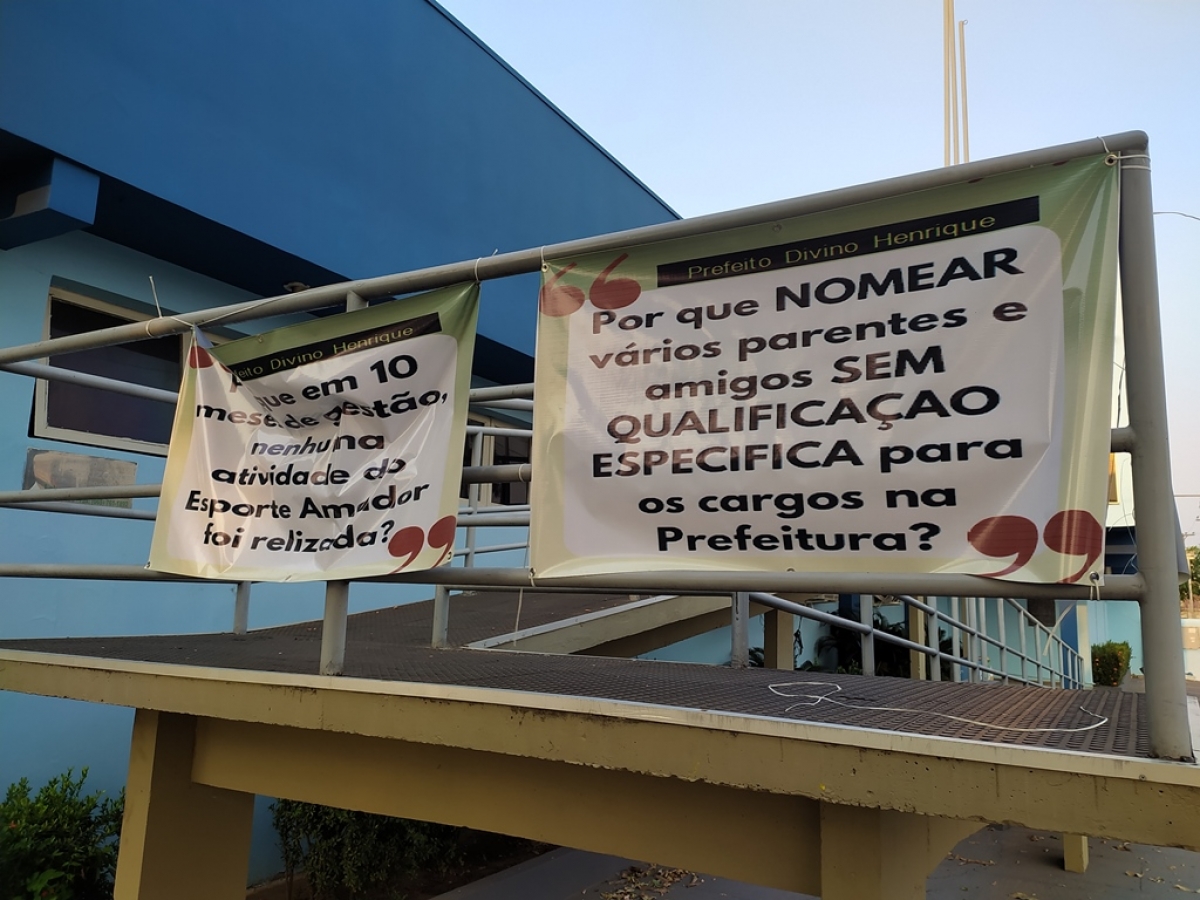 feito Divino Henrique
que em 10
meses de gestão,
nenhuma
atividade do
Esporte Amador
foi relizada?
Prefeito Divino Henrique
Por que NOMEAR
vários parentes e
amigos SEM
QUALIFICAÇAO
ESPECIFICA para
os cargos na
Prefeitura?